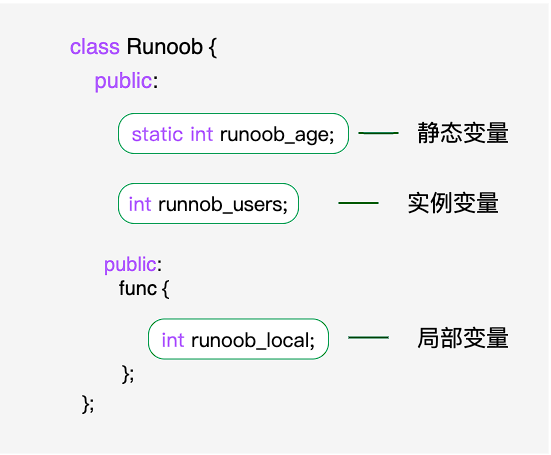 class Runoob {
public:
static int runoob_age; 静态变量
int runnob_users; 实例变量
public:
func {
int runoob_local; 局部变量
};
};